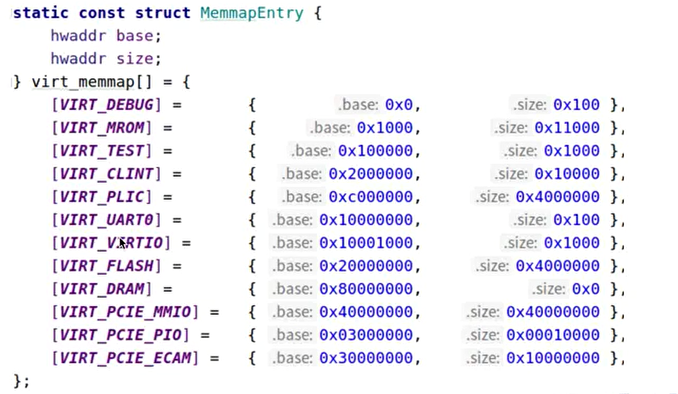 static const struct MemmapEntry {
hwaddr base;
hwaddr size;
} virt_memmap[] = {
[VIRT_DEBUG] = { .base: 0x0, .size: 0x100 },
[VIRT_MROM] = { .base: 0x1000, .size: 0x11000 },
[VIRT_TEST] = { .base: 0x100000, .size: 0x1000 },
[VIRT_CLINT] = { .base: 0x2000000, .size: 0x10000 },
[VIRT_PLIC] = { .base: 0xc000000, .size: 0x4000000 },
[VIRT_UART0] = { .base: 0x10000000, .size: 0x100 },
[VIRT_VIRTIO] = { .base: 0x10001000, .size: 0x1000 },
[VIRT_FLASH] = { .base: 0x20000000, .size: 0x4000000 },
[VIRT_DRAM] = { .base: 0x80000000, .size: 0x0 },
[VIRT_PCIE_MMIO] = { .base: 0x40000000, .size: 0x40000000 },
[VIRT_PCIE_PIO] = { .base: 0x03000000, .size: 0x00010000 },
[VIRT_PCIE_ECAM] = { .base: 0x30000000, .size: 0x10000000 },
};